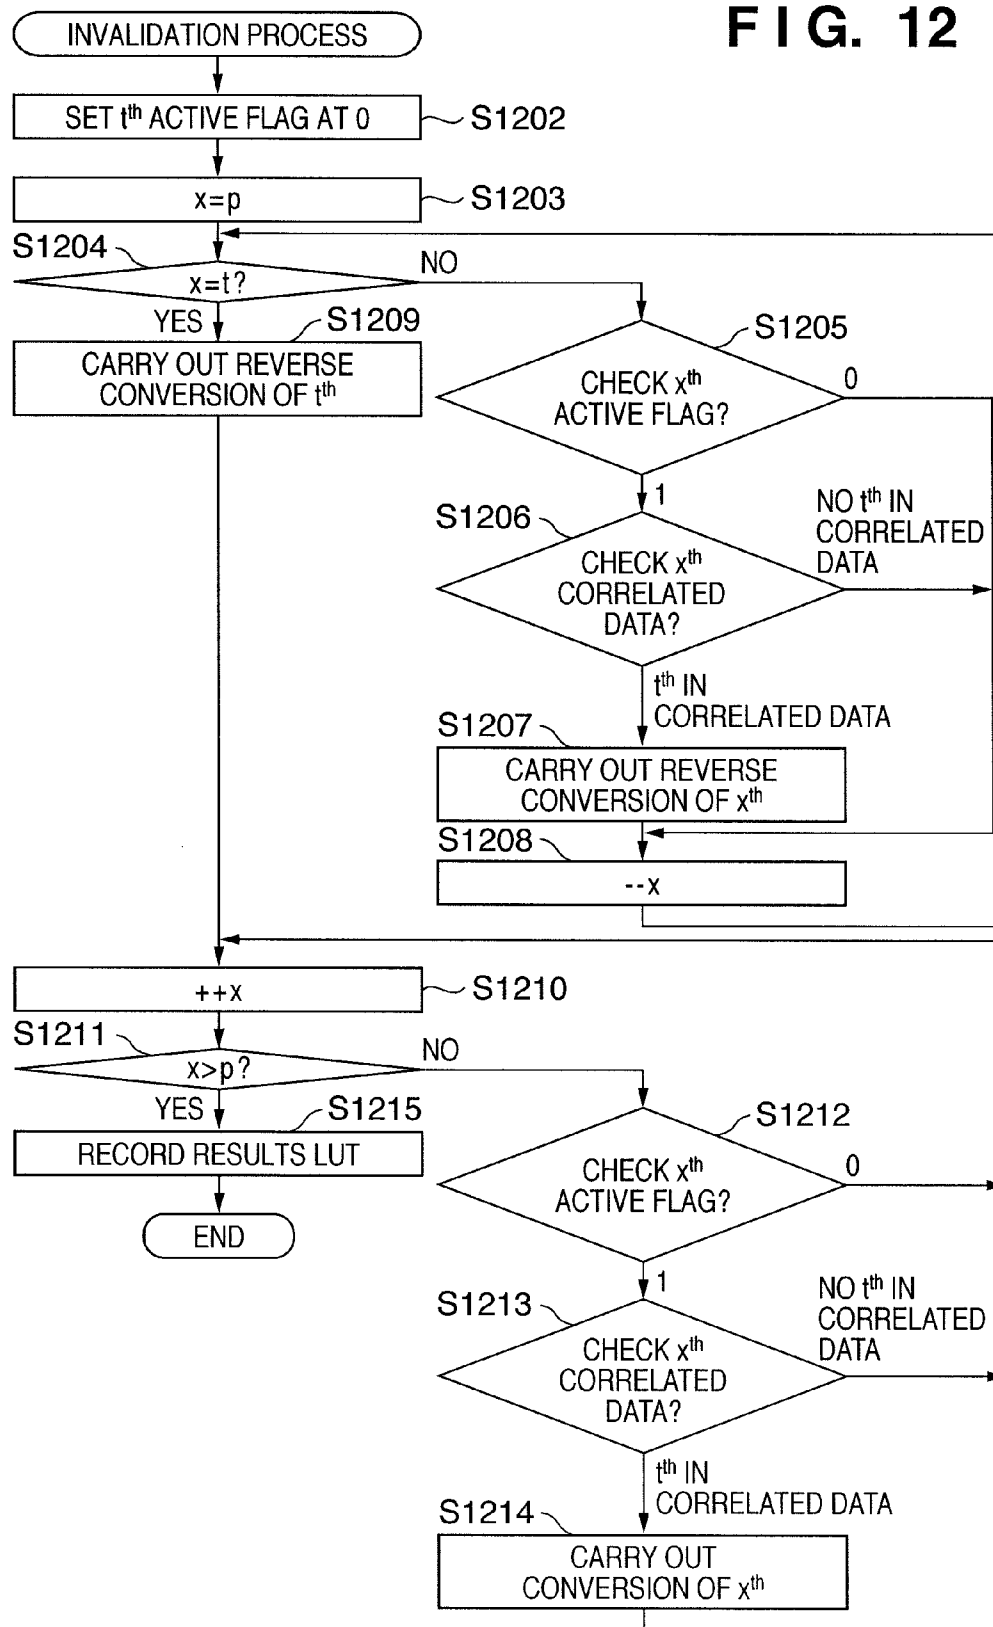 FIG. 12
INVALIDATION PROCESS
SET tth ACTIVE FLAG AT 0
S1202
x=p
S1203
S1204
x=t?
NO
YES
S1209
CARRY OUT REVERSE
CONVERSION OF tth
S1205
CHECK xth
ACTIVE FLAG?
0
1
S1206
CHECK xth
CORRELATED
DATA?
NO tth IN
CORRELATED
DATA
tth IN
CORRELATED DATA
S1207
CARRY OUT REVERSE
CONVERSION OF xth
S1208
--x
++x
S1210
S1211
x>p?
NO
YES
S1215
RECORD RESULTS LUT
END
S1212
CHECK xth
ACTIVE FLAG?
0
1
S1213
CHECK xth
CORRELATED
DATA?
NO tth IN
CORRELATED
DATA
tth IN
CORRELATED DATA
S1214
CARRY OUT
CONVERSION OF xth